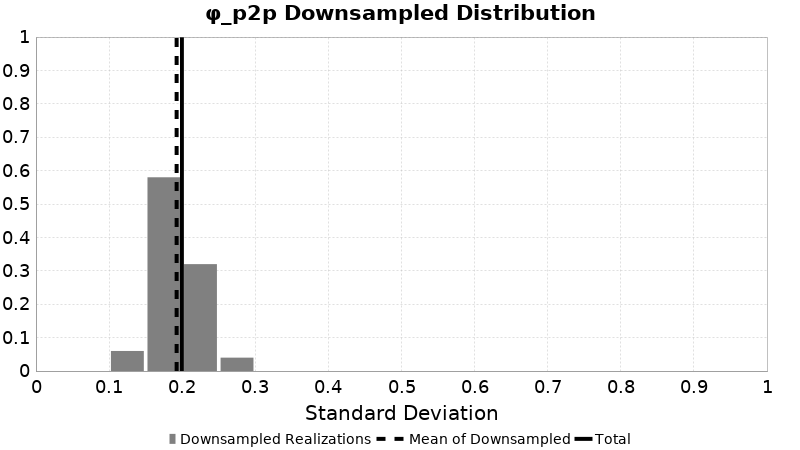 φ_p2p Downsampled Distribution
1
0.9
0.8
0.7
0.6
0.5
0.4
0.3
0.2
0.1
0
0 0.1 0.2 0.3 0.4 0.5 0.6 0.7 0.8 0.9 1
Standard Deviation
Downsampled Realizations Mean of Downsampled Total